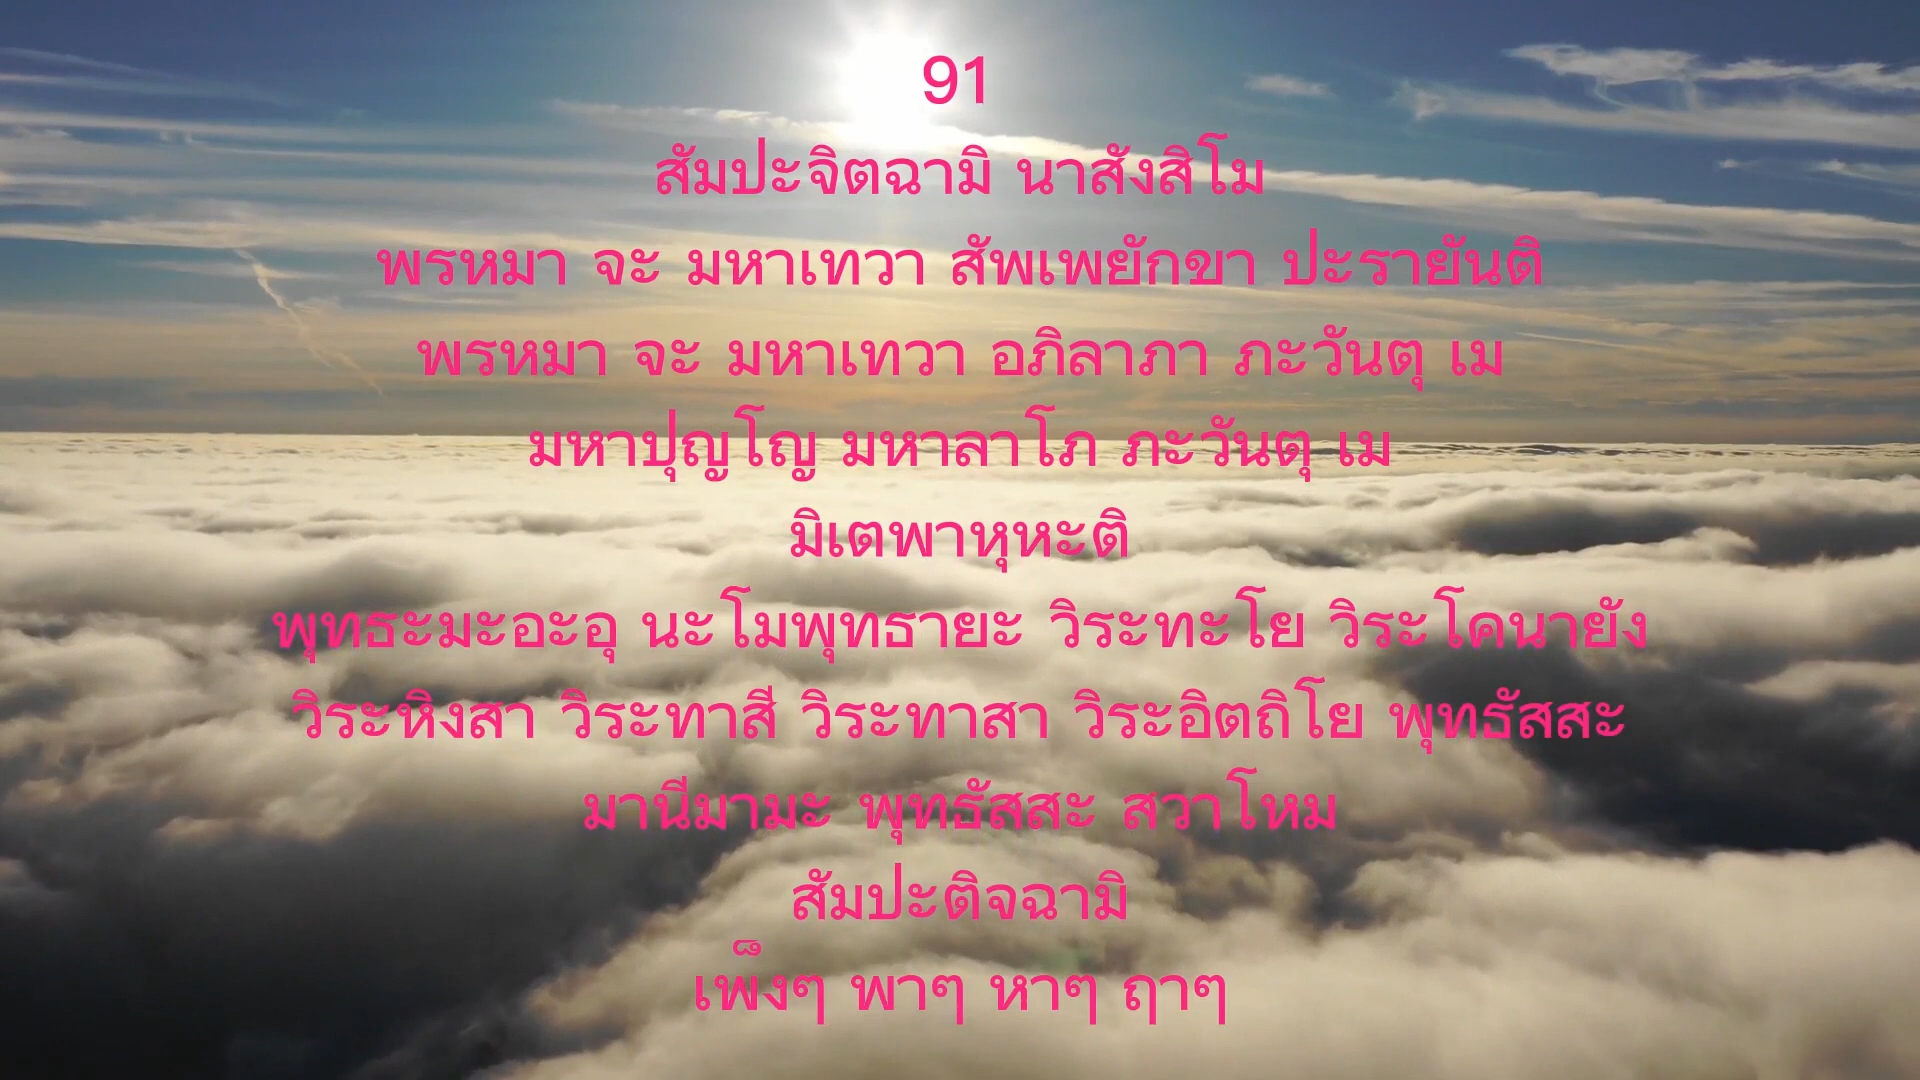 91
สัมปะจิตฉามิ นาสังสิโม
พรหมา จะ มหาเทวา สัพเพยักขา ปะรายันติ
พรหมา จะ มหาเทวา อภิลาภา ภะวันตุ เม
มหาปุญโญ มหาลาโภ ภะวันตุ เม
มิเตพาหุหะติ
พุทธะมะอะอุ นะโมพุทธายะ วิระทะโย วิระโคนายัง
วิระหิงสา วิระทาสี วิระทาสา วิระอิตถิโย พุทธัสสะ
มานีมามะ พุทธัสสะ สวาโหม
สัมปะติจฉามิ
เพ็งๆ พาๆ หาๆ ฤาๆ